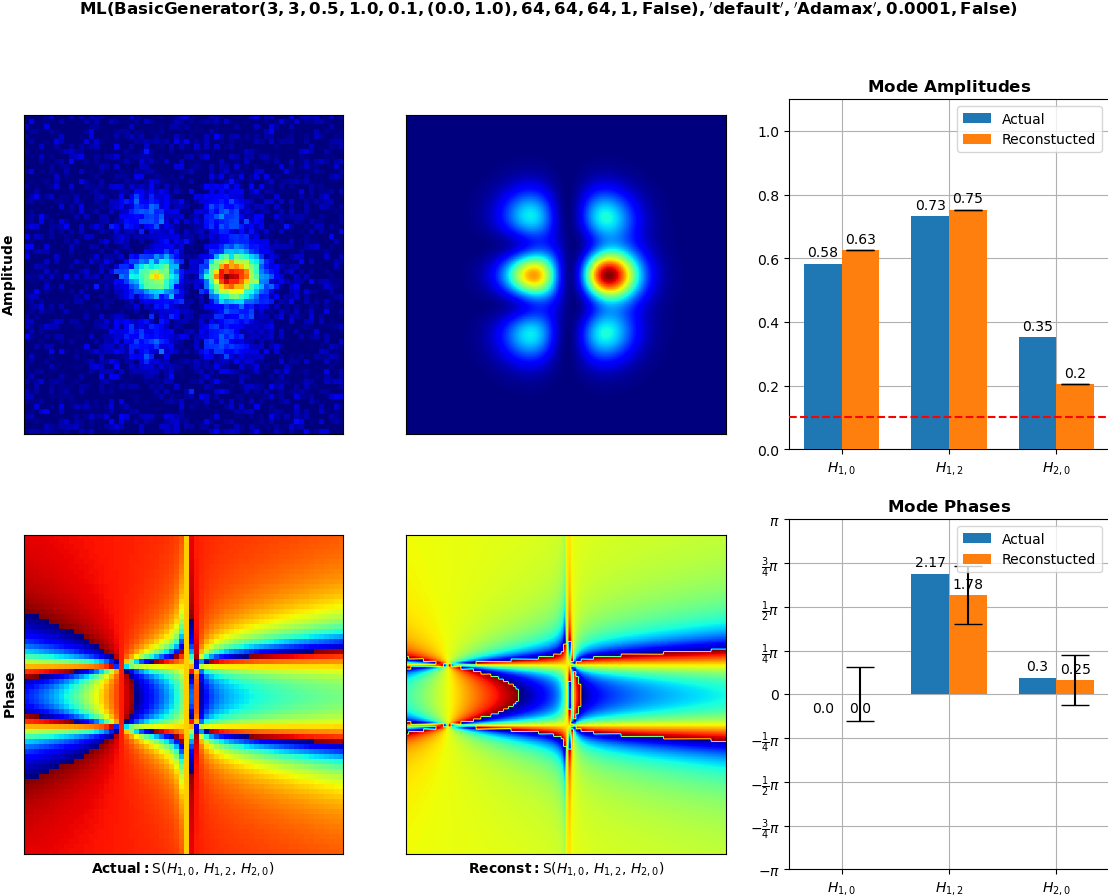 ML(BasicGenerator(3, 3, 0.5, 1.0, 0.1, (0.0, 1.0), 64, 64, 64, 1, False), ′default′, ′Adamax′, 0.0001, False)
Amplitude
Mode Amplitudes
Actual
Reconstucted
1.0
0.8
0.6
0.4
0.2
0.0
0.58
0.63
0.73
0.75
0.35
0.2
H1,0
H1,2
H2,0
Phase
Actual: S(H1,0, H1,2, H2,0)
Reconst: S(H1,0, H1,2, H2,0)
Mode Phases
Actual
Reconstucted
π
3/4π
1/2π
1/4π
0
−1/4π
−1/2π
−3/4π
−π
0.0
0.0
2.17
1.78
0.3
0.25
H1,0
H1,2
H2,0